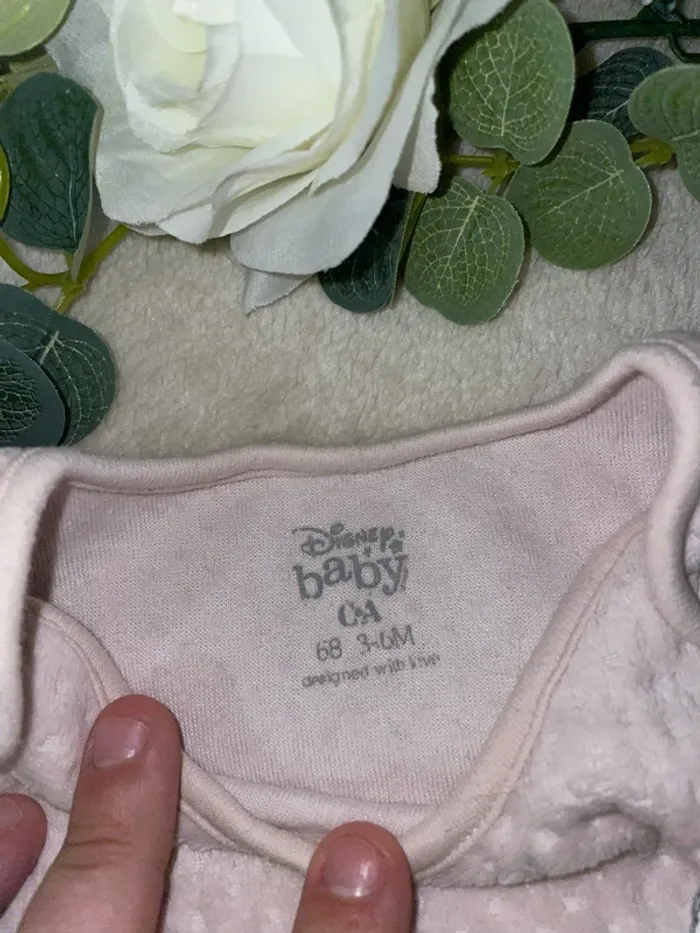 Disney
baby
C&A
68 3-6M
designed with love